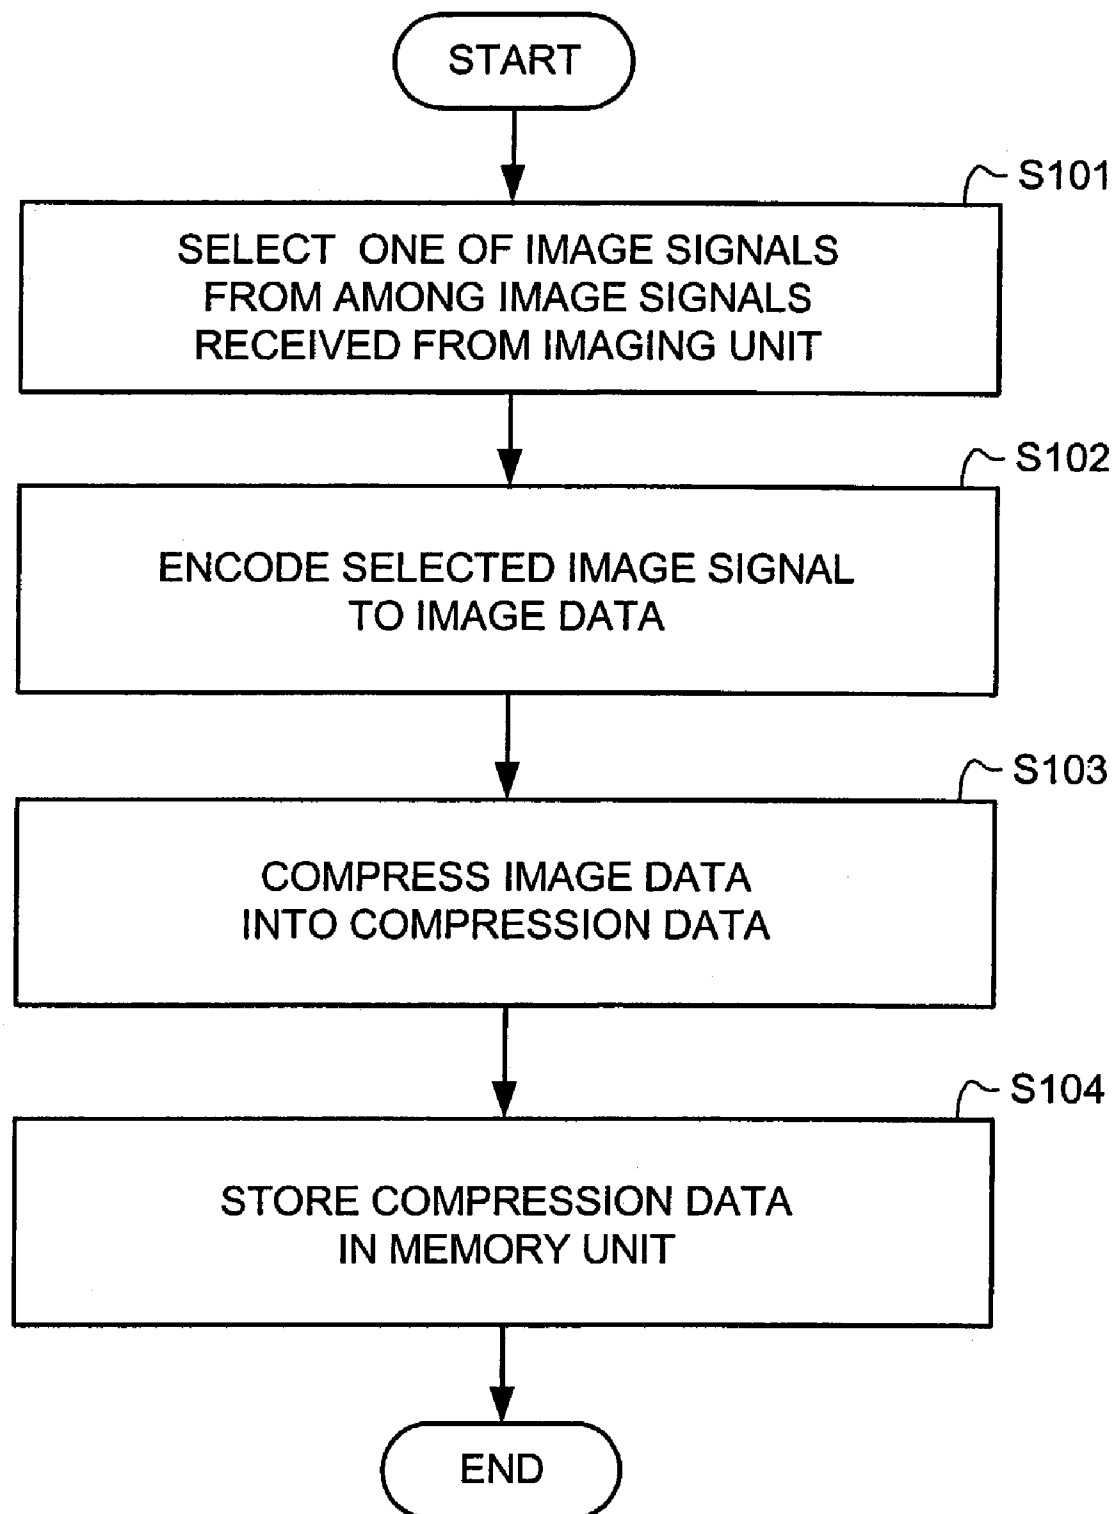 START
S101
SELECT ONE OF IMAGE SIGNALS
FROM AMONG IMAGE SIGNALS
RECEIVED FROM IMAGING UNIT
S102
ENCODE SELECTED IMAGE SIGNAL
TO IMAGE DATA
S103
COMPRESS IMAGE DATA
INTO COMPRESSION DATA
S104
STORE COMPRESSION DATA
IN MEMORY UNIT
END